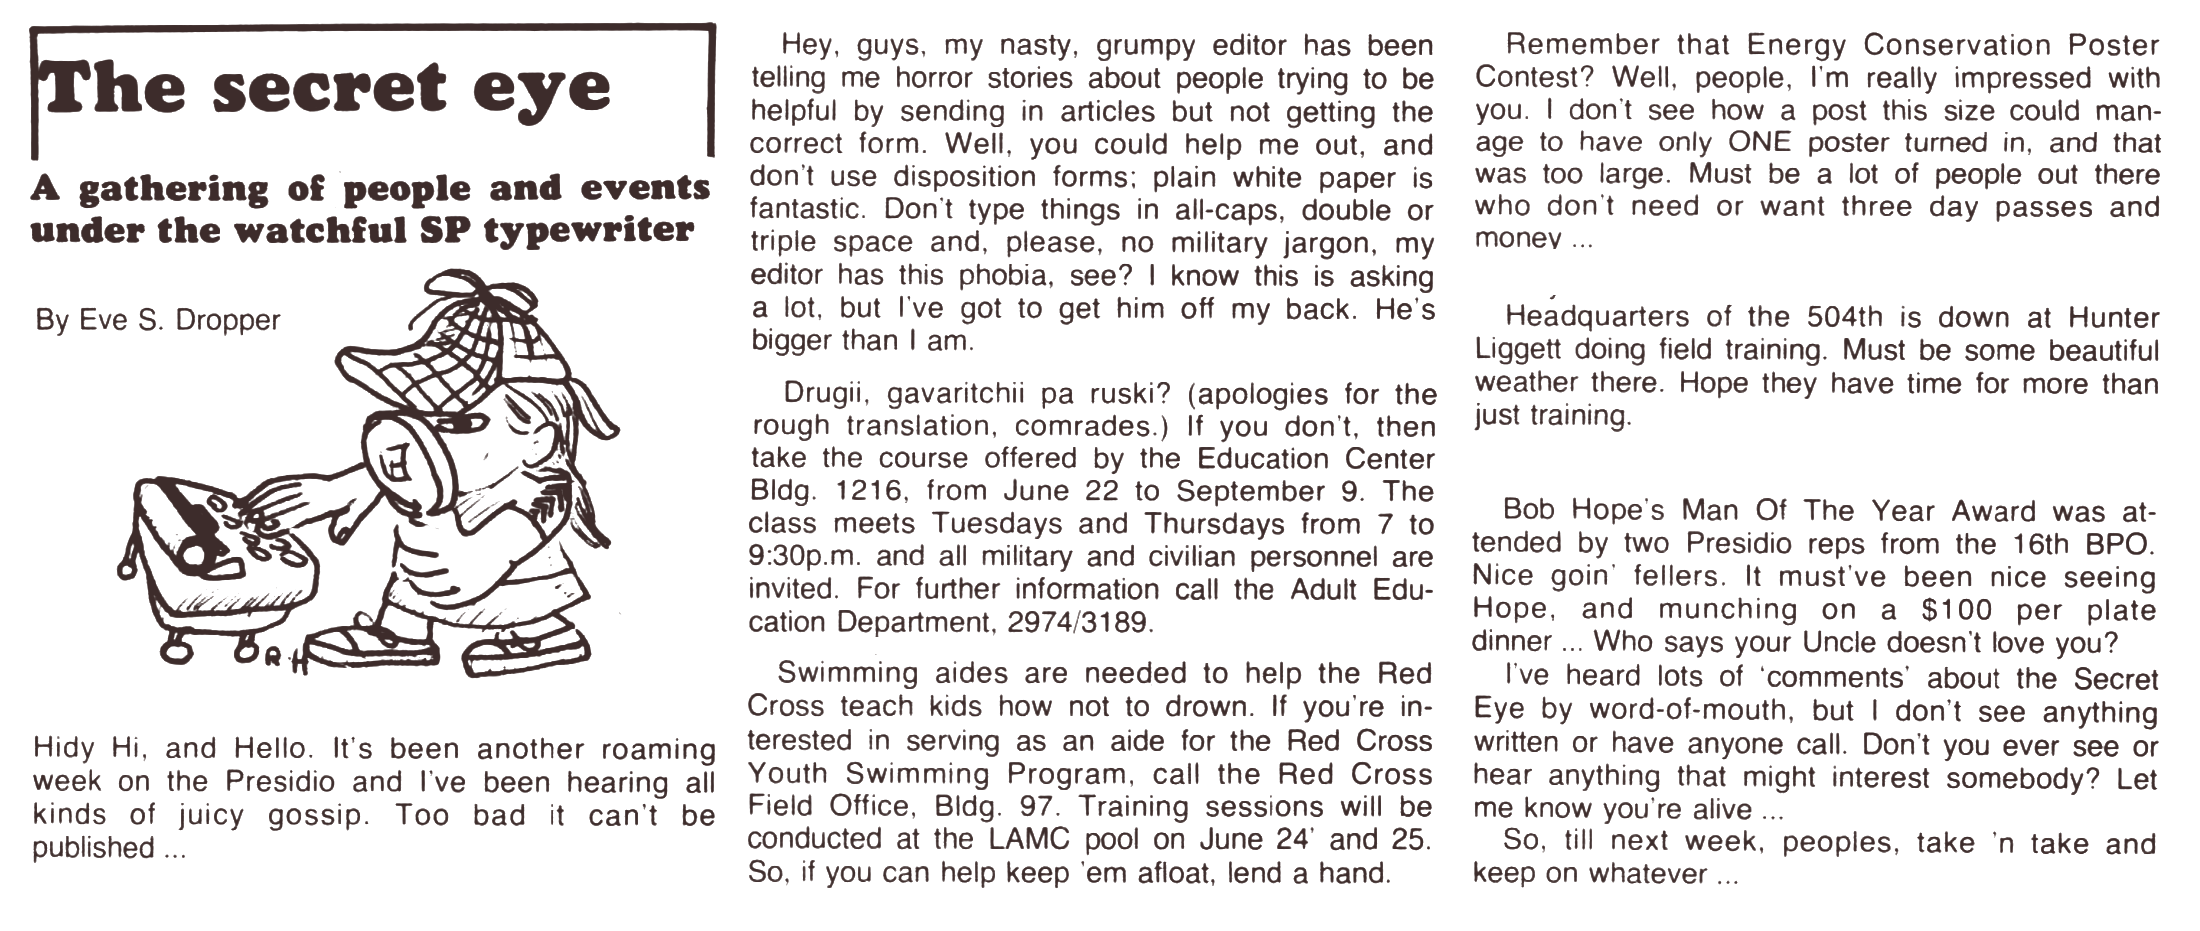 The secret eye
A gathering of people and events
under the watchful SP typewriter
By Eve S. Dropper
RH
Hidy Hi, and Hello. It's been another roaming
week on the Presidio and I've been hearing all
kinds of juicy gossip. Too bad it can't be
published ...
Hey, guys, my nasty, grumpy editor has been
telling me horror stories about people trying to be
helpful by sending in articles but not getting the
correct form. Well, you could help me out, and
don't use disposition forms; plain white paper is
fantastic. Don't type things in all-caps, double or
triple space and, please, no military jargon, my
editor has this phobia, see? I know this is asking
a lot, but I've got to get him off my back. He's
bigger than I am.
Drugii, gavaritchii pa ruski? (apologies for the
rough translation, comrades.) If you don't, then
take the course offered by the Education Center
Bldg. 1216, from June 22 to September 9. The
class meets Tuesdays and Thursdays from 7 to
9:30p.m. and all military and civilian personnel are
invited. For further information call the Adult Edu-
cation Department, 2974/3189.
Swimming aides are needed to help the Red
Cross teach kids how not to drown. If you're in-
terested in serving as an aide for the Red Cross
Youth Swimming Program, call the Red Cross
Field Office, Bldg. 97. Training sessions will be
conducted at the LAMC pool on June 24' and 25.
So, if you can help keep 'em afloat, lend a hand.
Remember that Energy Conservation Poster
Contest? Well, people, I'm really impressed with
you. I don't see how a post this size could man-
age to have only ONE poster turned in, and that
was too large. Must be a lot of people out there
who don't need or want three day passes and
money ...
Headquarters of the 504th is down at Hunter
Liggett doing field training. Must be some beautiful
weather there. Hope they have time for more than
just training.
Bob Hope's Man Of The Year Award was at-
tended by two Presidio reps from the 16th BPO.
Nice goin' fellers. It must've been nice seeing
Hope, and munching on a $100 per plate
dinner ... Who says your Uncle doesn't love you?
I've heard lots of 'comments' about the Secret
Eye by word-of-mouth, but I don't see anything
written or have anyone call. Don't you ever see or
hear anything that might interest somebody? Let
me know you're alive ...
So, till next week, peoples, take 'n take and
keep on whatever ...